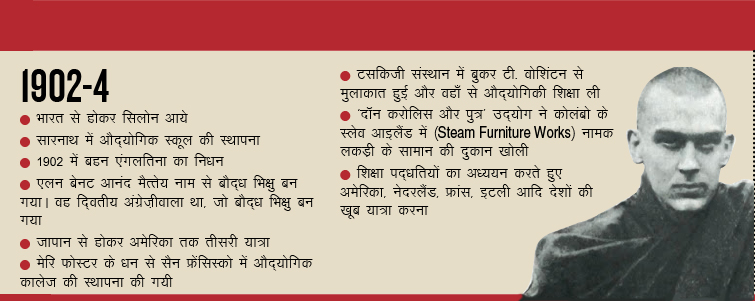 1902-4
भारत से होकर सिलोन आये
सारनाथ में औद्योगिक स्कूल की स्थापना
1902 में बहन एंगलतिना का निधन
एलन बेनट आनंद मैत्तेय नाम से बौद्ध भिक्षु बन
गया। वह द्वितीय अंग्रेज़ीवाला था, जो बौद्ध भिक्षु बन
गया
जापान से होकर अमेरिका तक तीसरी यात्रा
मेरि फोस्टर के धन से सैन फ्रेंसिस्को में औद्योगिक
कालेज की स्थापना की गयी
टसकिजी संस्थान में बुकर टी. वोशिंटन से
मुलाकात हुई और वहाँ से औद्योगिकी शिक्षा ली
'दॉन करोलिस और पुत्र' उद्योग ने कोलंबो के
स्लेव आइलैंड में (Steam Furniture Works) नामक
लकड़ी के सामान की दुकान खोली
शिक्षा पद्धतियों का अध्ययन करते हुए
अमेरिका, नेदरलैंड, फ्रांस, इटली आदि देशों की
खूब यात्रा करना